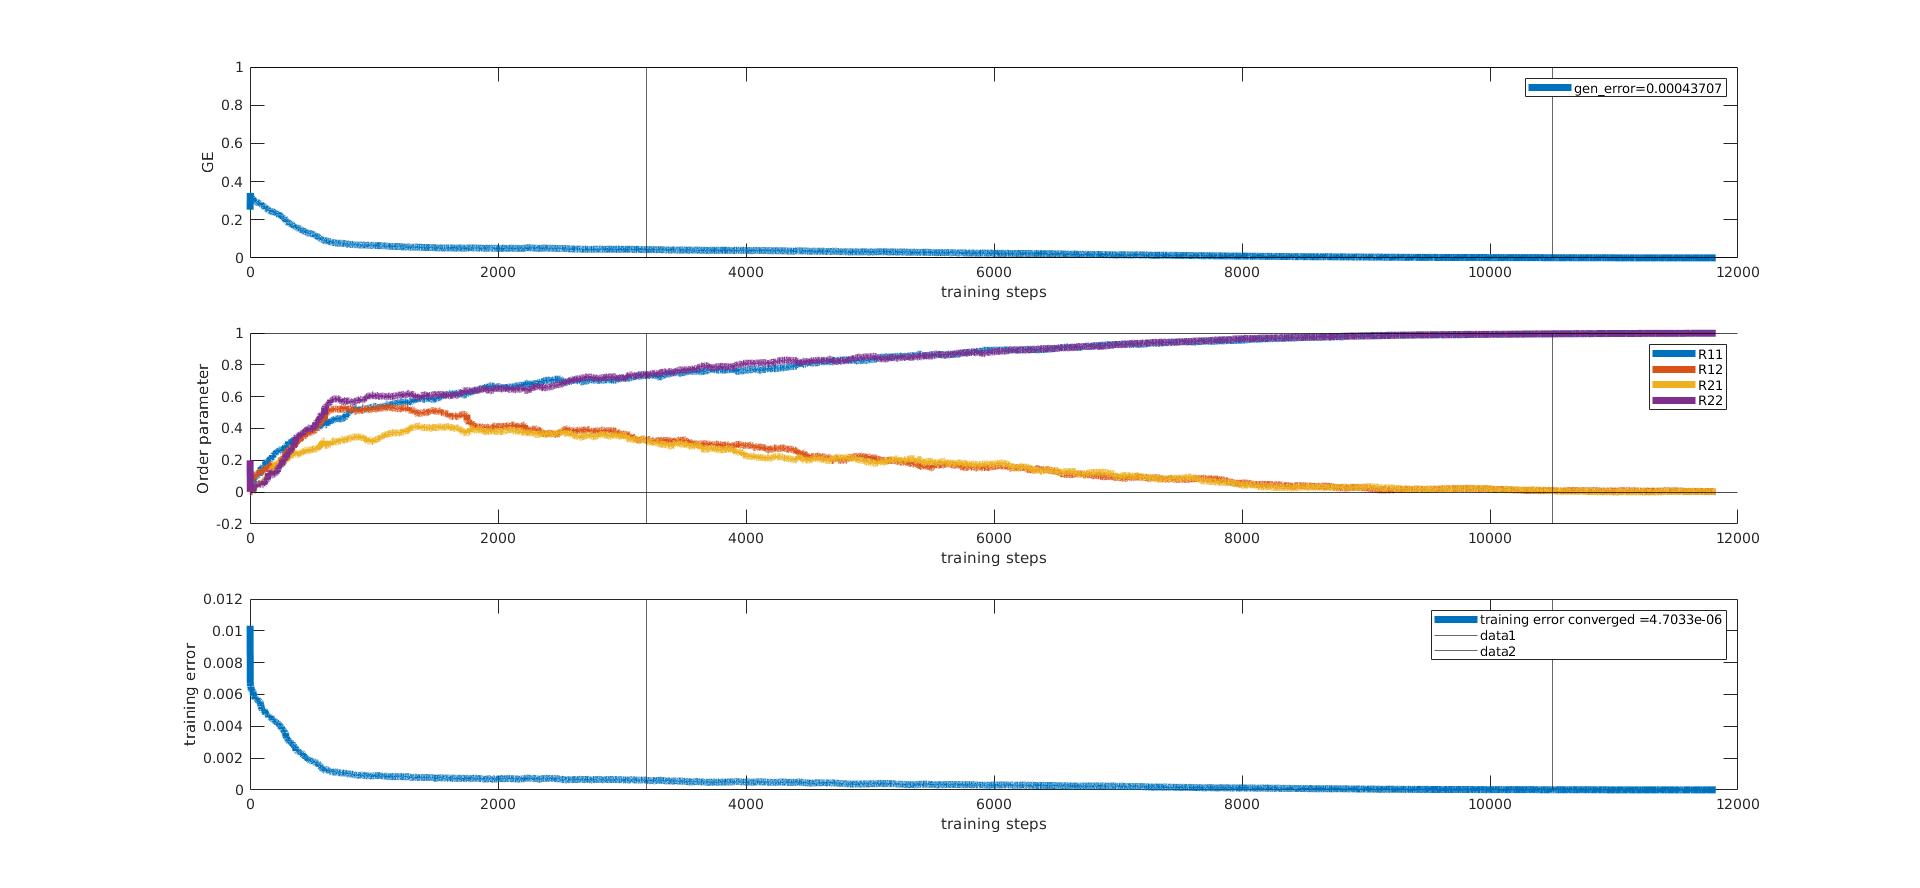 1
0.8
0.6
0.4
0.2
0
GE
gen_error=0.00043707
0 2000 4000 6000 8000 10000 12000
training steps
1
0.8
0.6
0.4
0.2
0
-0.2
Order parameter
R11
R12
R21
R22
0 2000 4000 6000 8000 10000 12000
training steps
0.012
0.01
0.008
0.006
0.004
0.002
0
training error
training error converged =4.7033e-06
data1
data2
0 2000 4000 6000 8000 10000 12000
training steps